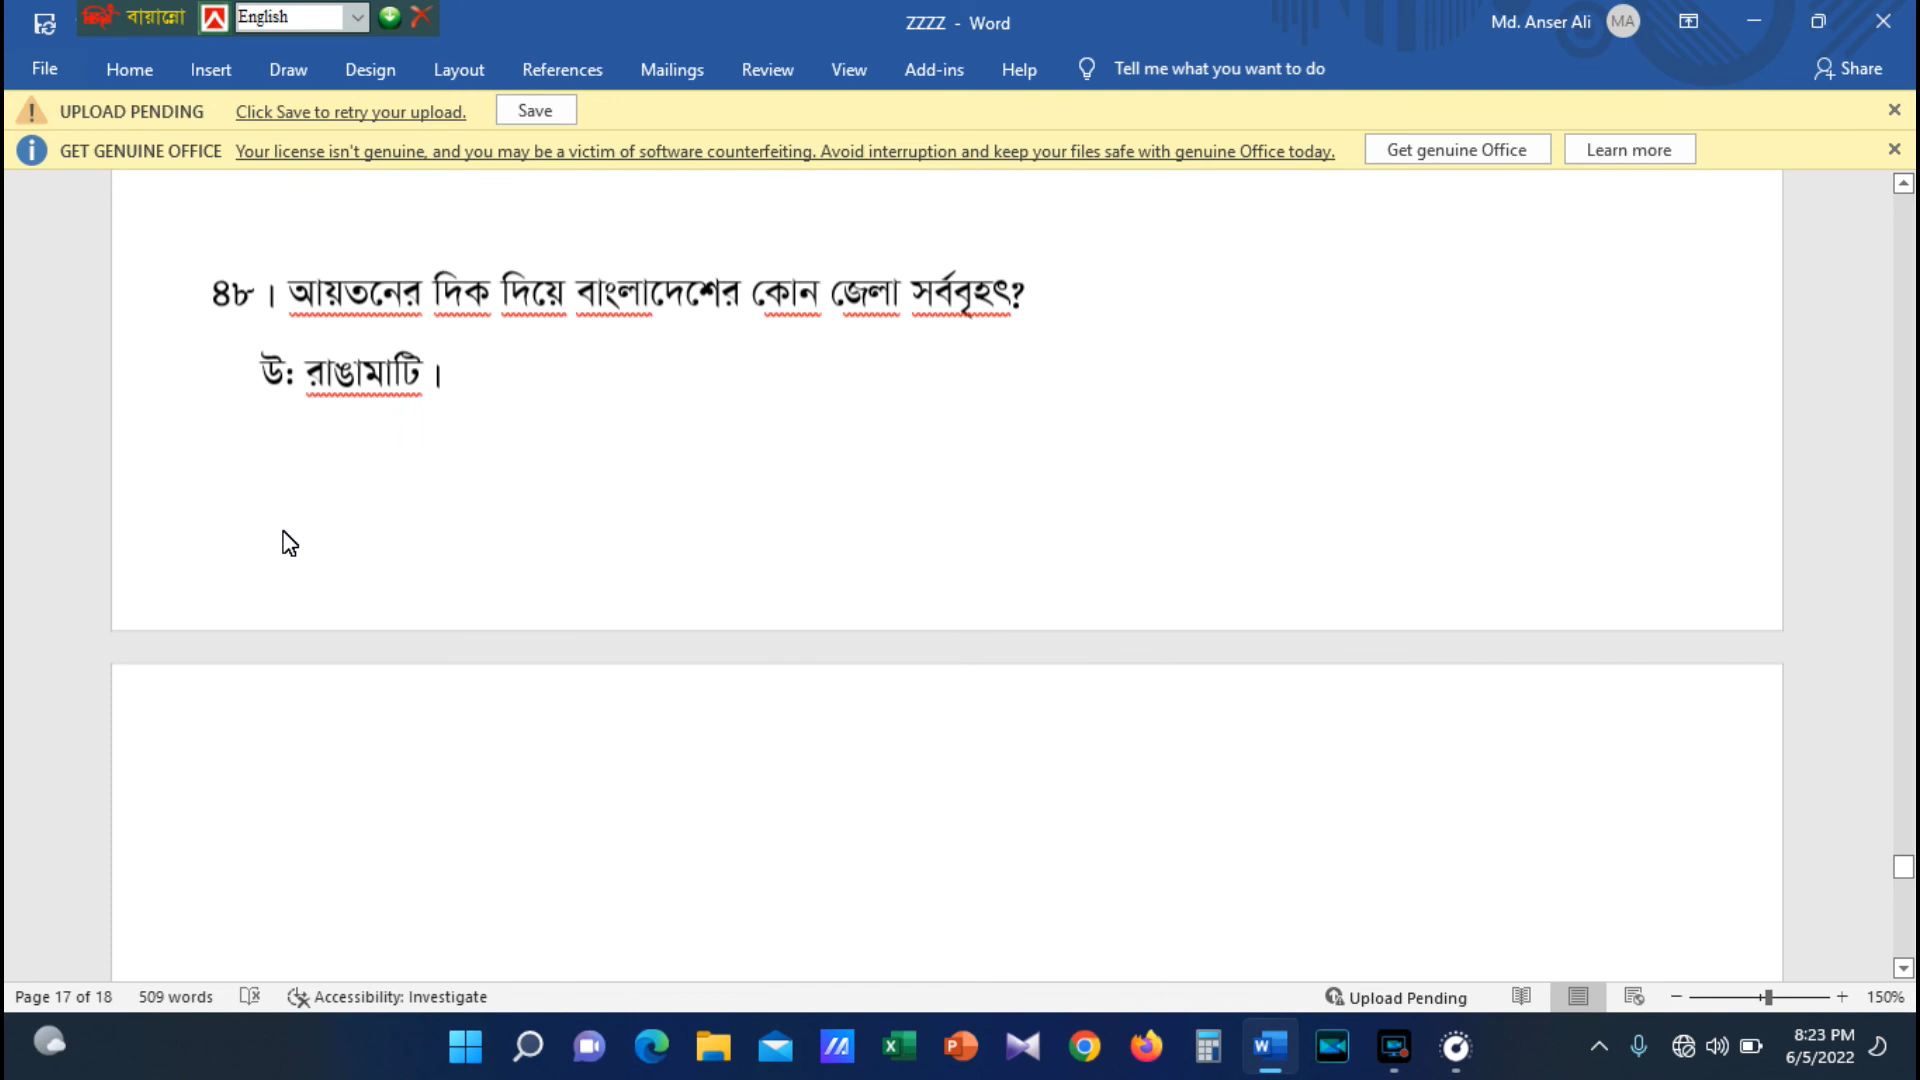 বায়ান্নো English
ZZZZ - Word
Md. Anser Ali MA
File Home Insert Draw Design Layout References Mailings Review View Add-ins Help Tell me what you want to do Share
UPLOAD PENDING Click Save to retry your upload. Save
GET GENUINE OFFICE Your license isn't genuine, and you may be a victim of software counterfeiting. Avoid interruption and keep your files safe with genuine Office today. Get genuine Office Learn more
৪৮। আয়তনের দিক দিয়ে বাংলাদেশের কোন জেলা সর্ববৃহৎ?
উ: রাঙামাটি।
Page 17 of 18 509 words Accessibility: Investigate Upload Pending 150%
8:23 PM
6/5/2022